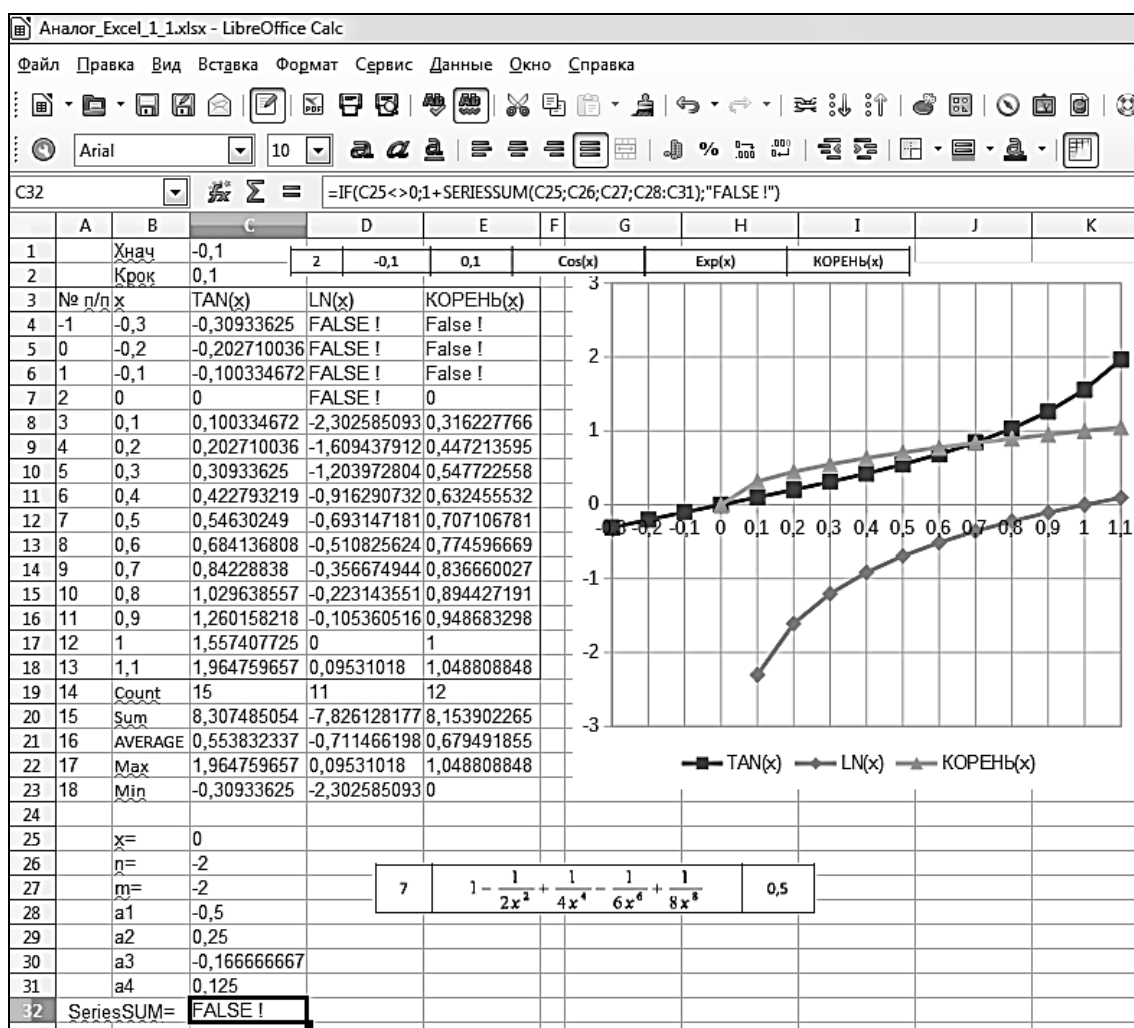 Аналог_Excel_1_1.xlsx - LibreOffice Calc
Файл Правка Вид Вставка Формат Сервис Данные Окно Справка
Arial 10
C32 =IF(C25<>0;1+SERIESSUM(C25;C26;C27;C28:C31);"FALSE !")
A B C D E F G H I J K
1 Xнач -0,1
2 -0,1 0,1 Cos(x) Exp(x) КОРЕНЬ(x)
2 Крок 0,1
3 № п/п x TAN(x) LN(x) КОРЕНЬ(x)
4 -1 -0,3 -0,30933625 FALSE ! False !
5 0 -0,2 -0,202710036 FALSE ! False !
6 1 -0,1 -0,100334672 FALSE ! False !
7 2 0 0 FALSE ! 0
8 3 0,1 0,100334672 -2,302585093 0,316227766
9 4 0,2 0,202710036 -1,609437912 0,447213595
10 5 0,3 0,30933625 -1,203972804 0,547722558
11 6 0,4 0,422793219 -0,916290732 0,632455532
12 7 0,5 0,54630249 -0,693147181 0,707106781
13 8 0,6 0,684136808 -0,510825624 0,774596669
14 9 0,7 0,84228838 -0,356674944 0,836660027
15 10 0,8 1,029638557 -0,223143551 0,894427191
16 11 0,9 1,260158218 -0,105360516 0,948683298
17 12 1 1,557407725 0 1
18 13 1,1 1,964759657 0,09531018 1,048808848
19 14 Count 15 11 12
20 15 Sum 8,307485054 -7,826128177 8,153902265
21 16 AVERAGE 0,553832337 -0,711466198 0,679491855
22 17 Max 1,964759657 0,09531018 1,048808848
23 18 Min -0,30933625 -2,302585093 0
24
25 x= 0
26 n= -2
27 m= -2
28 a1 -0,5
29 a2 0,25
30 a3 -0,166666667
31 a4 0,125
32 SeriesSUM= FALSE !
3
2
1
0
-0,3 -0,2 -0,1 0 0,1 0,2 0,3 0,4 0,5 0,6 0,7 0,8 0,9 1 1,1
-1
-2
-3
TAN(x) LN(x) КОРЕНЬ(x)
7 1 - 1/2x² + 1/4x⁴ - 1/6x⁶ + 1/8x⁸ 0,5